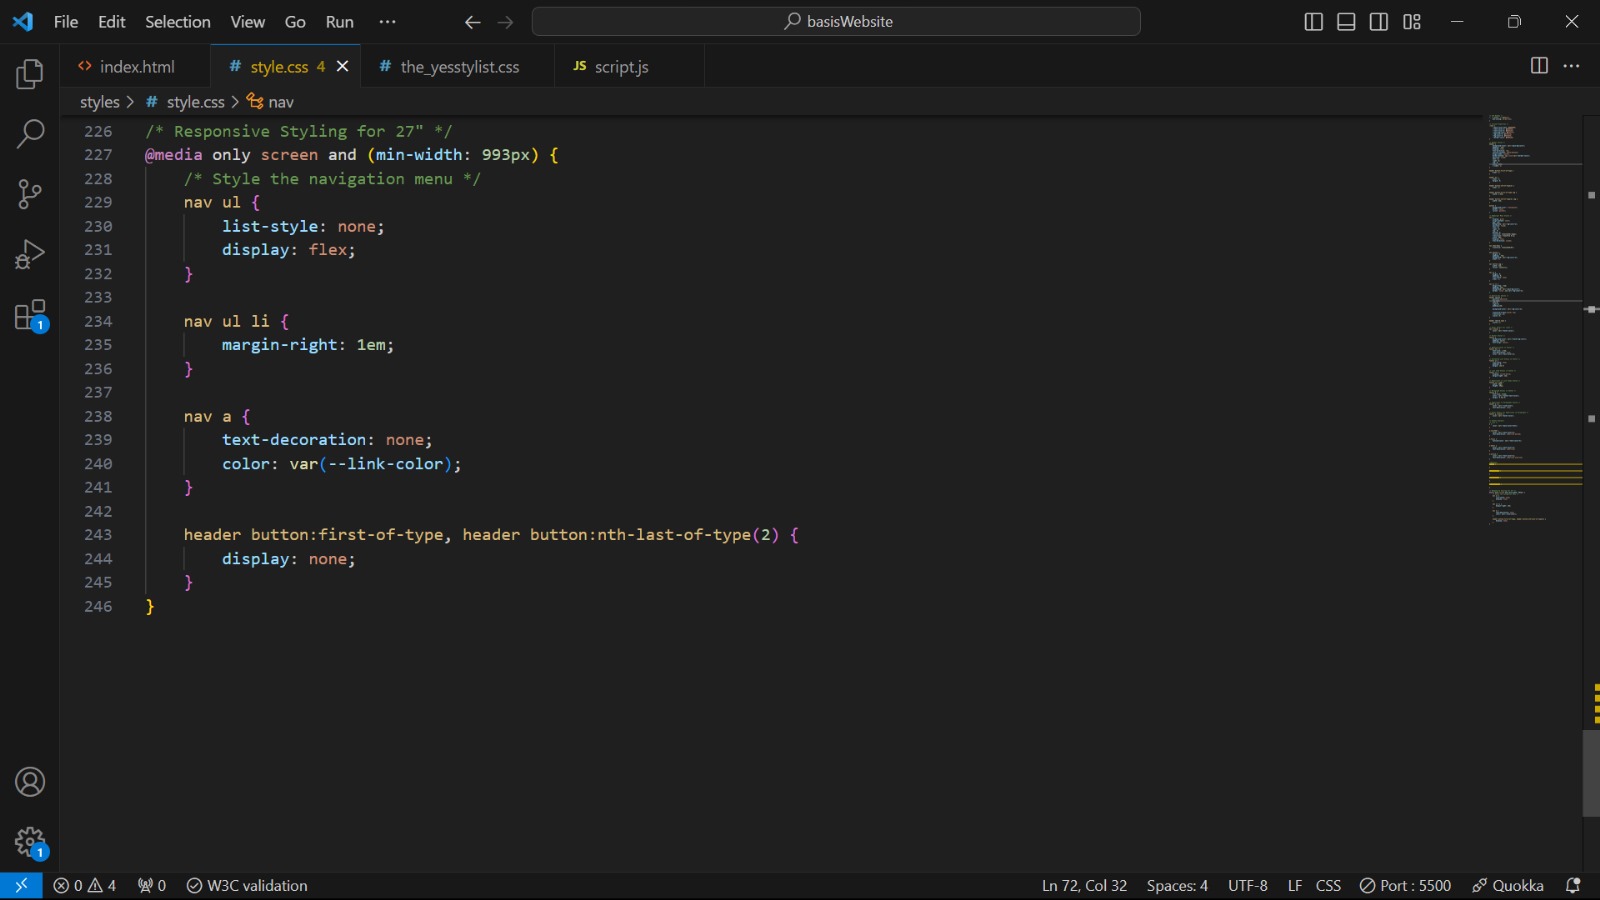 File Edit Selection View Go Run ··· basisWebsite
index.html # style.css 4 # the_yesstylist.css JS script.js
styles > # style.css > nav
226 /* Responsive Styling for 27" */
227 @media only screen and (min-width: 993px) {
228 /* Style the navigation menu */
229 nav ul {
230 list-style: none;
231 display: flex;
232 }
233
234 nav ul li {
235 margin-right: 1em;
236 }
237
238 nav a {
239 text-decoration: none;
240 color: var(--link-color);
241 }
242
243 header button:first-of-type, header button:nth-last-of-type(2) {
244 display: none;
245 }
246 }
1
1
0 4 0 W3C validation Ln 72, Col 32 Spaces: 4 UTF-8 LF CSS Port : 5500 Quokka